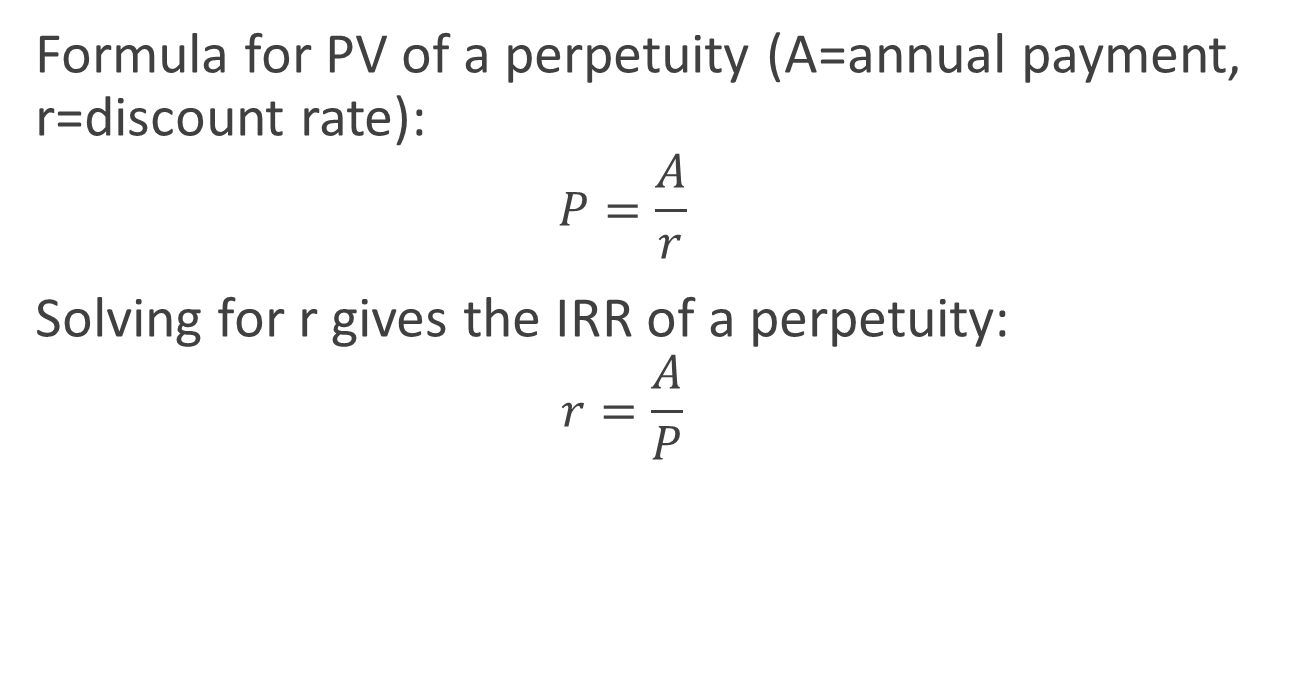 Formula for PV of a perpetuity (A=annual payment,
r=discount rate):
P = A/r
Solving for r gives the IRR of a perpetuity:
r = A/P